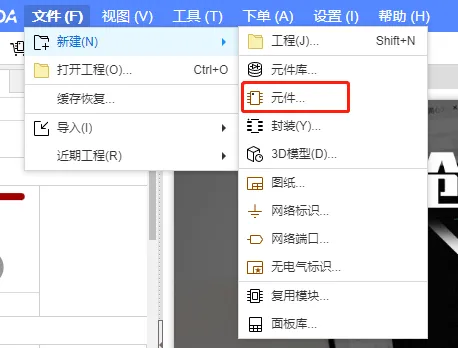 DA 文件 (F) 视图 (V) 工具 (T) 下单 (A) 设置 (I) 帮助 (H)
新建(N)
打开工程(O)... Ctrl+O
缓存恢复...
导入(I)
近期工程(R)
工程(J)... Shift+N
元件库...
元件...
封装(Y)...
3D模型(D)...
图纸...
网络标识...
网络端口...
无电气标识...
复用模块...
面板库...